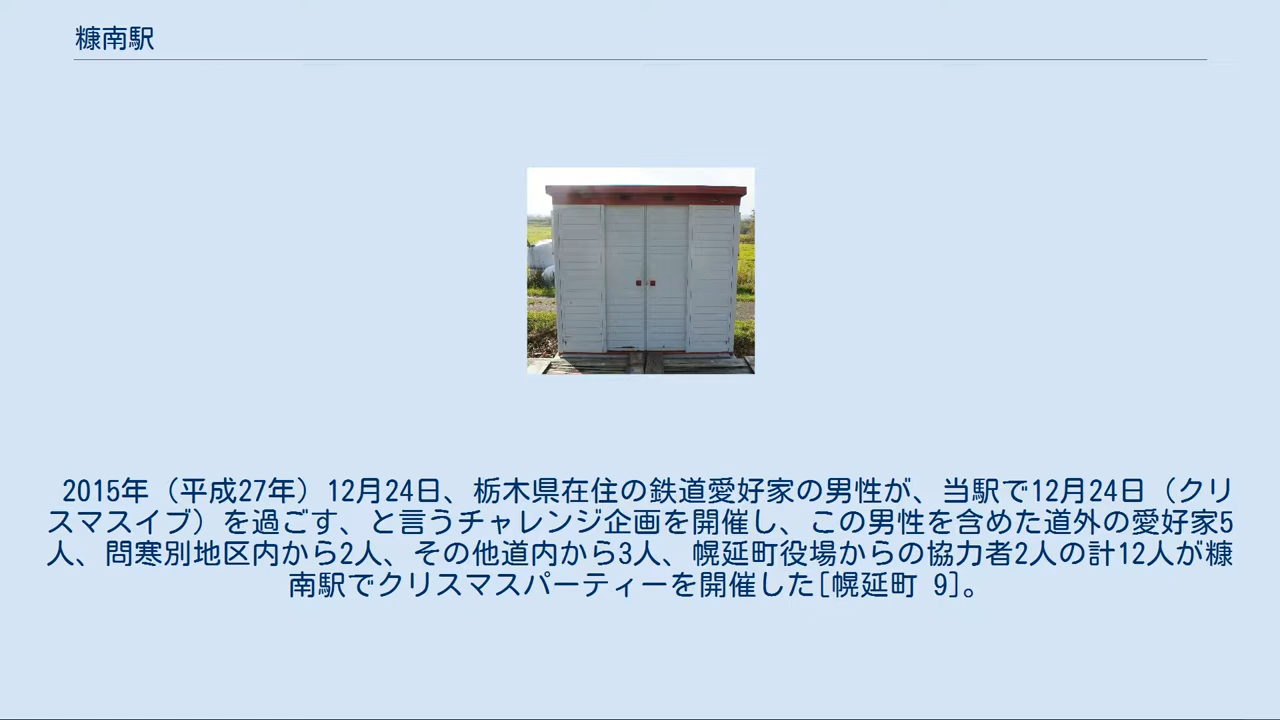 糠南駅
2015年（平成27年）12月24日、栃木県在住の鉄道愛好家の男性が、当駅で12月24日（クリ
スマスイブ）を過ごす、と言うチャレンジ企画を開催し、この男性を含めた道外の愛好家5
人、問寒別地区内から2人、その他道内から3人、幌延町役場からの協力者2人の計12人が糠
南駅でクリスマスパーティーを開催した[幌延町 9]。